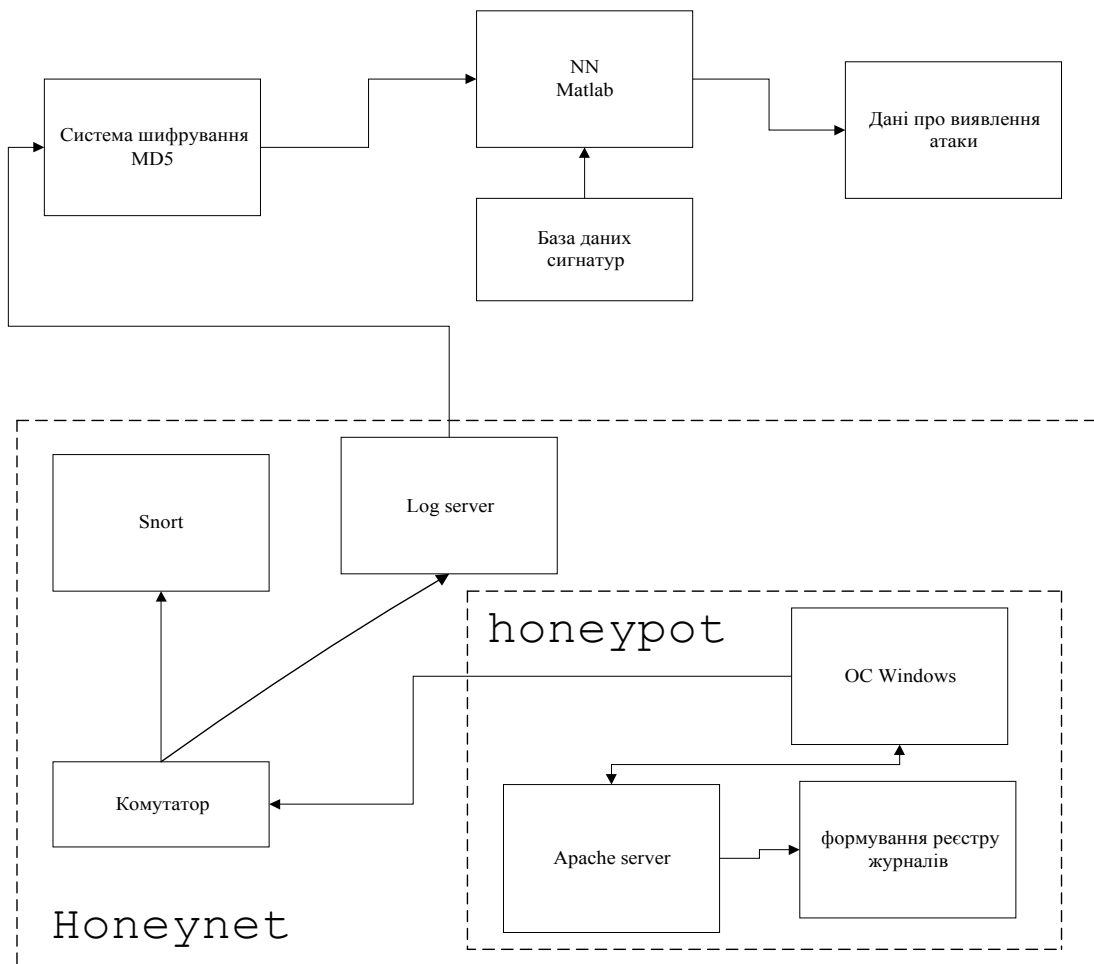 NN
Matlab
Система шифрування
MD5
Дані про виявлення
атаки
База даних
сигнатур
Snort
Log server
honeypot
ОС Windows
Комутатор
Apache server
формування реєстру
журналів
Honeynet